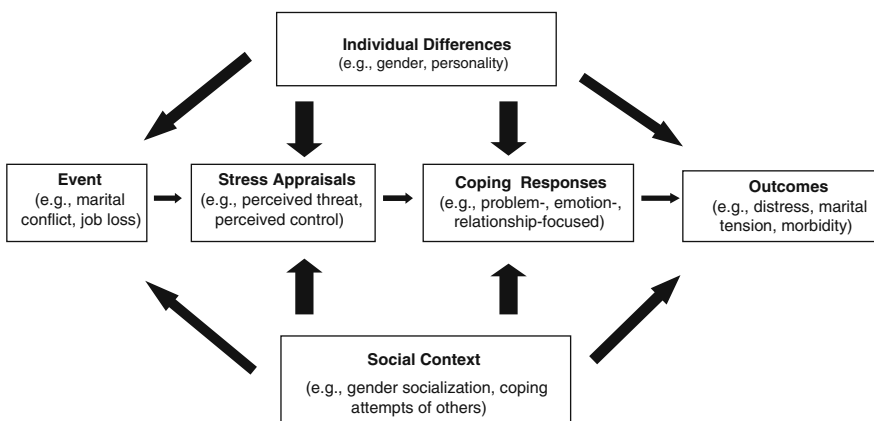 Individual Differences
(e.g., gender, personality)
Event
(e.g., marital
conflict, job loss)
Stress Appraisals
(e.g., perceived threat,
perceived control)
Coping Responses
(e.g., problem-, emotion-,
relationship-focused)
Outcomes
(e.g., distress, marital
tension, morbidity)
Social Context
(e.g., gender socialization, coping
attempts of others)